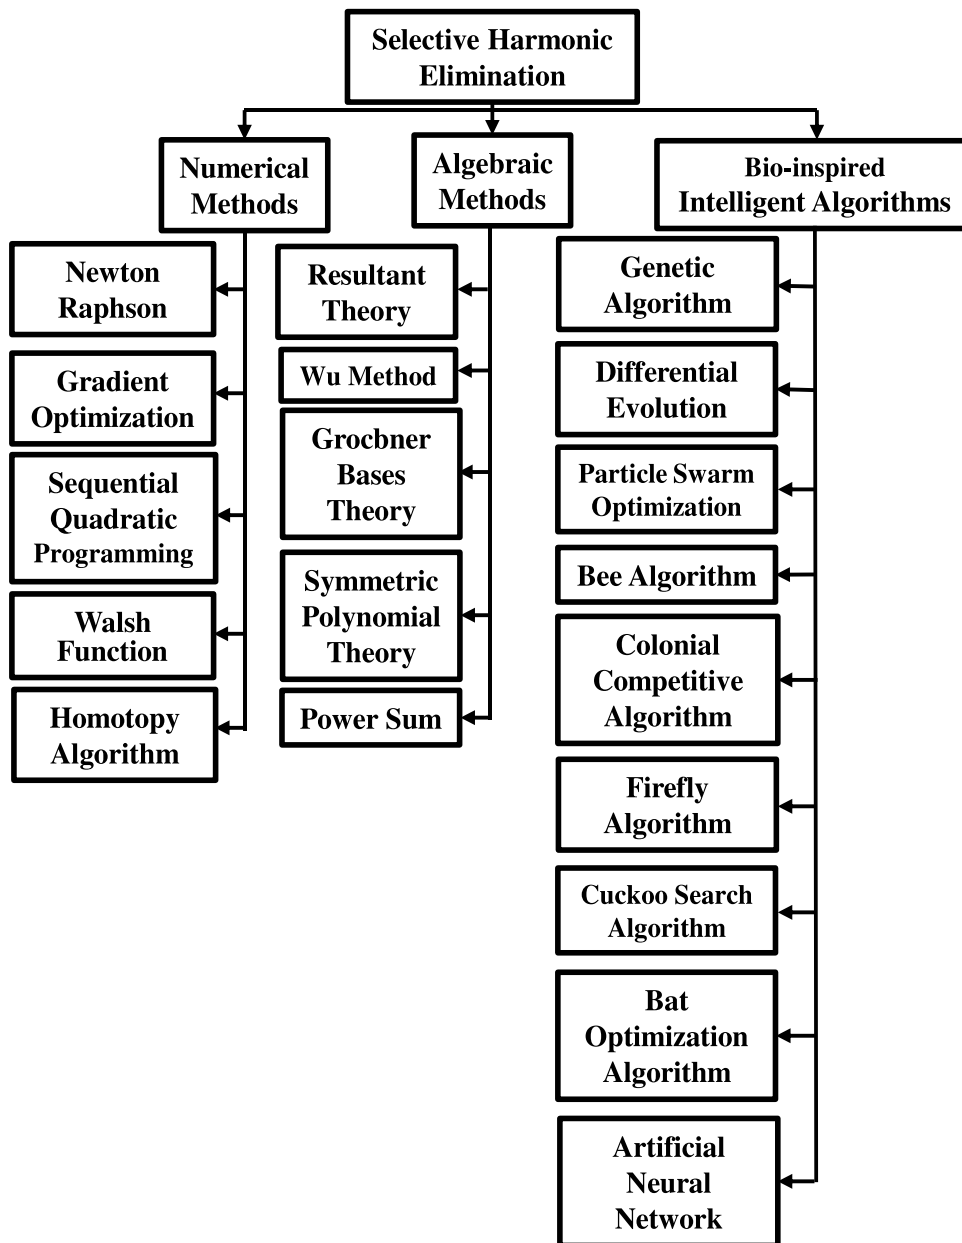 Selective Harmonic
Elimination
Numerical
Methods
Algebraic
Methods
Bio-inspired
Intelligent Algorithms
Newton
Raphson
Gradient
Optimization
Sequential
Quadratic
Programming
Walsh
Function
Homotopy
Algorithm
Resultant
Theory
Wu Method
Grocbner
Bases
Theory
Symmetric
Polynomial
Theory
Power Sum
Genetic
Algorithm
Differential
Evolution
Particle Swarm
Optimization
Bee Algorithm
Colonial
Competitive
Algorithm
Firefly
Algorithm
Cuckoo Search
Algorithm
Bat
Optimization
Algorithm
Artificial
Neural
Network